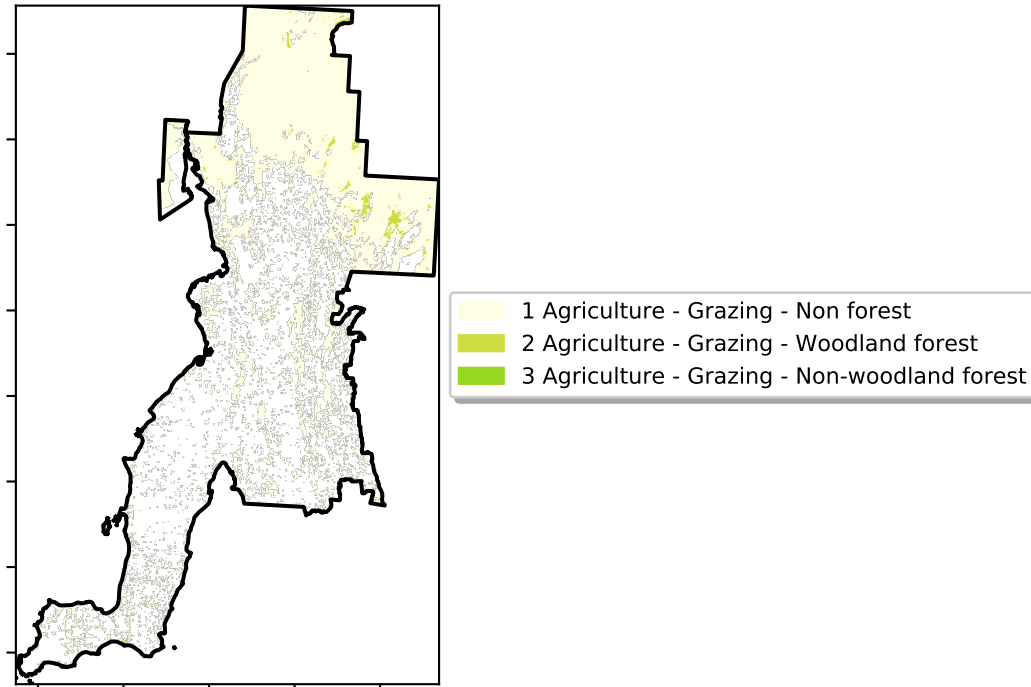 1 Agriculture - Grazing - Non forest
2 Agriculture - Grazing - Woodland forest
3 Agriculture - Grazing - Non-woodland forest